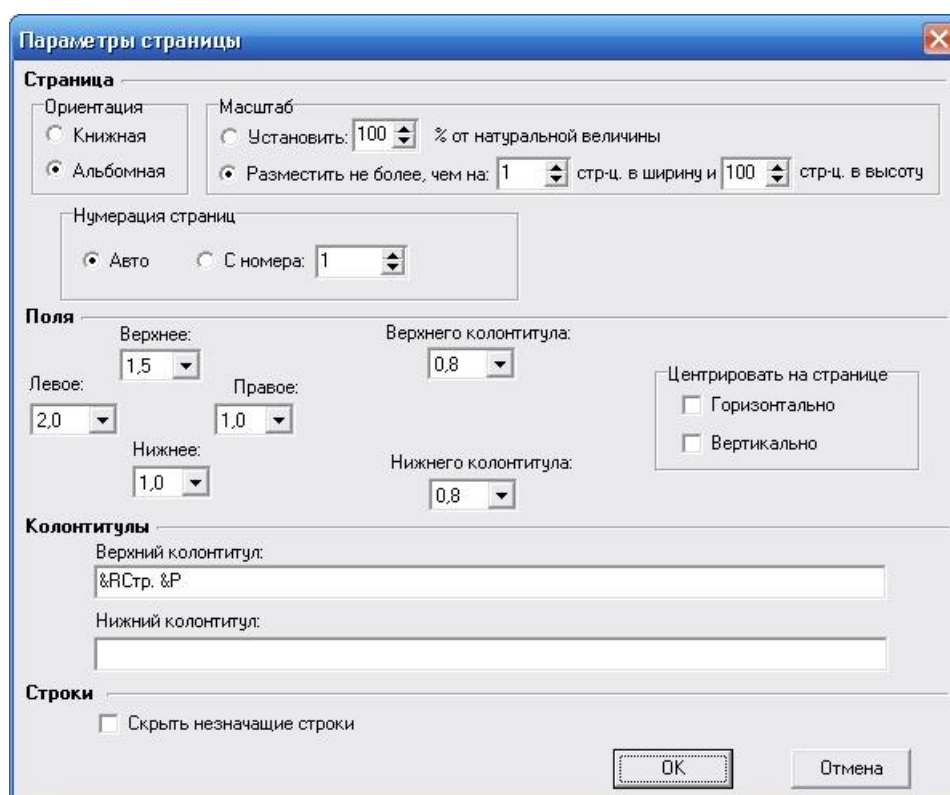 Параметры страницы
Страница
Ориентация
Книжная
Альбомная
Масштаб
Установить: 100 % от натуральной величины
Разместить не более, чем на: 1 стр-ц. в ширину и 100 стр-ц. в высоту
Нумерация страниц
Авто С номера: 1
Поля
Верхнее:
1,5
Левое:
2,0
Правое:
1,0
Нижнее:
1,0
Верхнего колонтитула:
0,8
Нижнего колонтитула:
0,8
Центрировать на странице
Горизонтально
Вертикально
Колонтитулы
Верхний колонтитул:
&RСтр. &P
Нижний колонтитул:
Строки
Скрыть незначащие строки
OK Отмена